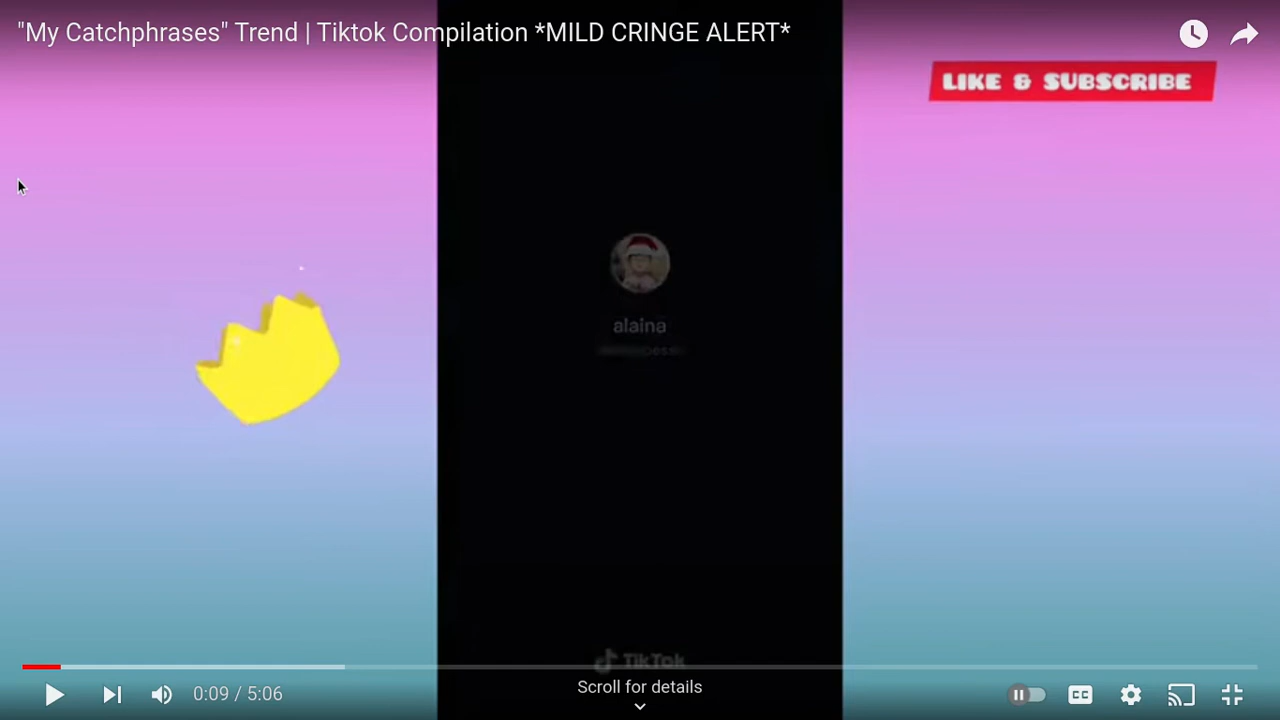 "My Catchphrases" Trend | Tiktok Compilation *MILD CRINGE ALERT*
LIKE & SUBSCRIBE
alaina
TikTok
Scroll for details
0:09 / 5:06
CC